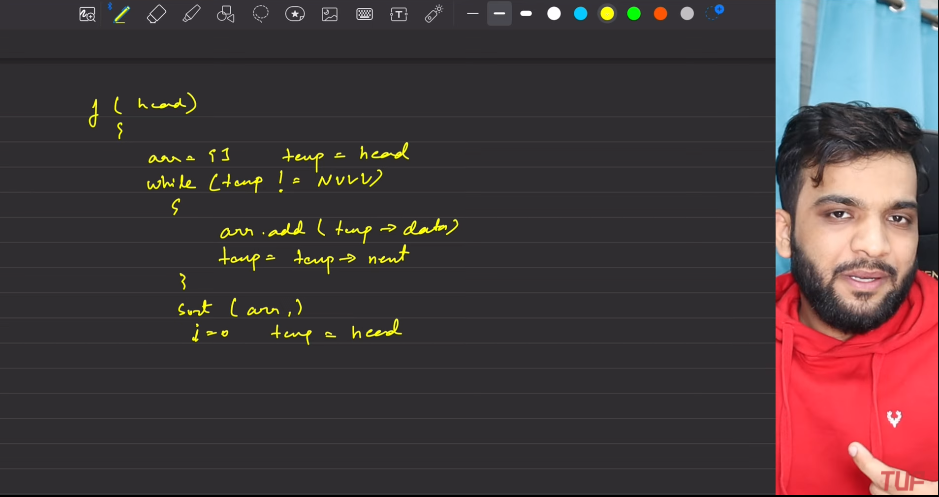 f ( head)
{
arr = [] temp = head
while (temp != NULL)
{
arr.add (temp → data)
temp = temp → next
}
sort (arr,)
i=0 temp = head
T
TUF